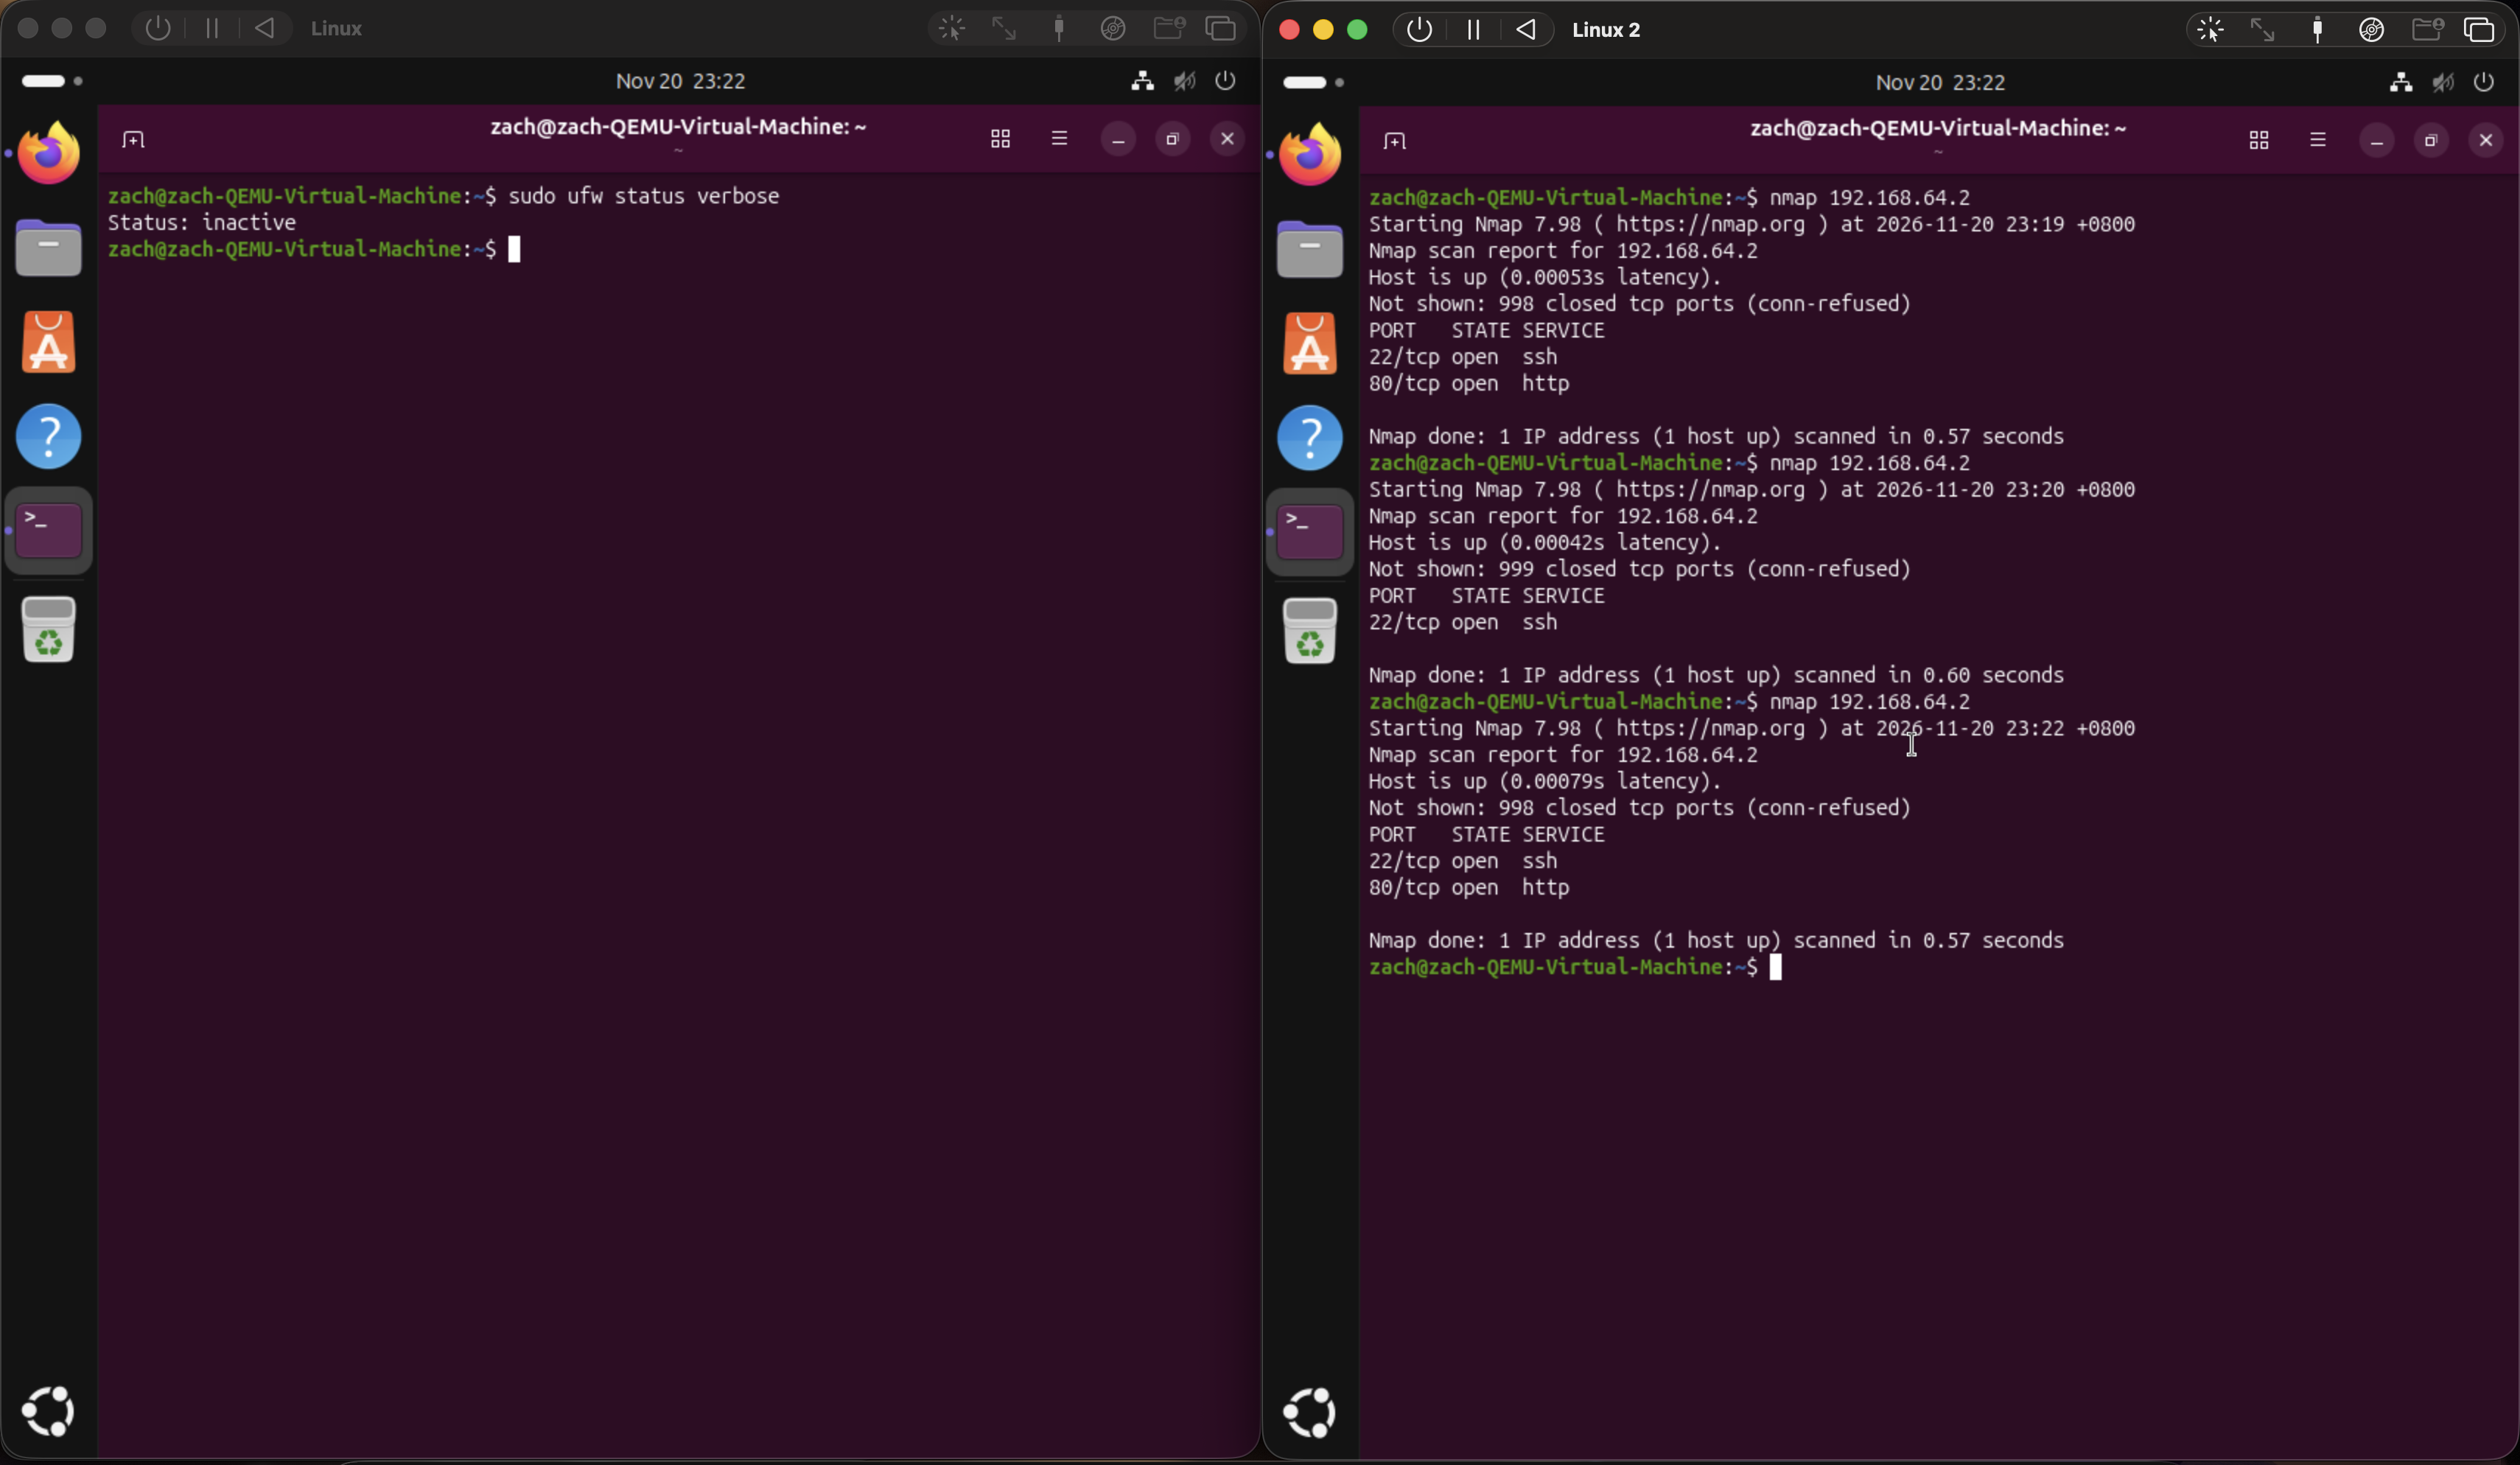 Linux
Nov 20 23:22
zach@zach-QEMU-Virtual-Machine: ~
~
zach@zach-QEMU-Virtual-Machine:~$ sudo ufw status verbose
Status: inactive
zach@zach-QEMU-Virtual-Machine:~$
Linux 2
Nov 20 23:22
zach@zach-QEMU-Virtual-Machine: ~
~
zach@zach-QEMU-Virtual-Machine:~$ nmap 192.168.64.2
Starting Nmap 7.98 ( https://nmap.org ) at 2026-11-20 23:19 +0800
Nmap scan report for 192.168.64.2
Host is up (0.00053s latency).
Not shown: 998 closed tcp ports (conn-refused)
PORT   STATE SERVICE
22/tcp open  ssh
80/tcp open  http
Nmap done: 1 IP address (1 host up) scanned in 0.57 seconds
zach@zach-QEMU-Virtual-Machine:~$ nmap 192.168.64.2
Starting Nmap 7.98 ( https://nmap.org ) at 2026-11-20 23:20 +0800
Nmap scan report for 192.168.64.2
Host is up (0.00042s latency).
Not shown: 999 closed tcp ports (conn-refused)
PORT   STATE SERVICE
22/tcp open  ssh
Nmap done: 1 IP address (1 host up) scanned in 0.60 seconds
zach@zach-QEMU-Virtual-Machine:~$ nmap 192.168.64.2
Starting Nmap 7.98 ( https://nmap.org ) at 2026-11-20 23:22 +0800
Nmap scan report for 192.168.64.2
Host is up (0.00079s latency).
Not shown: 998 closed tcp ports (conn-refused)
PORT   STATE SERVICE
22/tcp open  ssh
80/tcp open  http
Nmap done: 1 IP address (1 host up) scanned in 0.57 seconds
zach@zach-QEMU-Virtual-Machine:~$